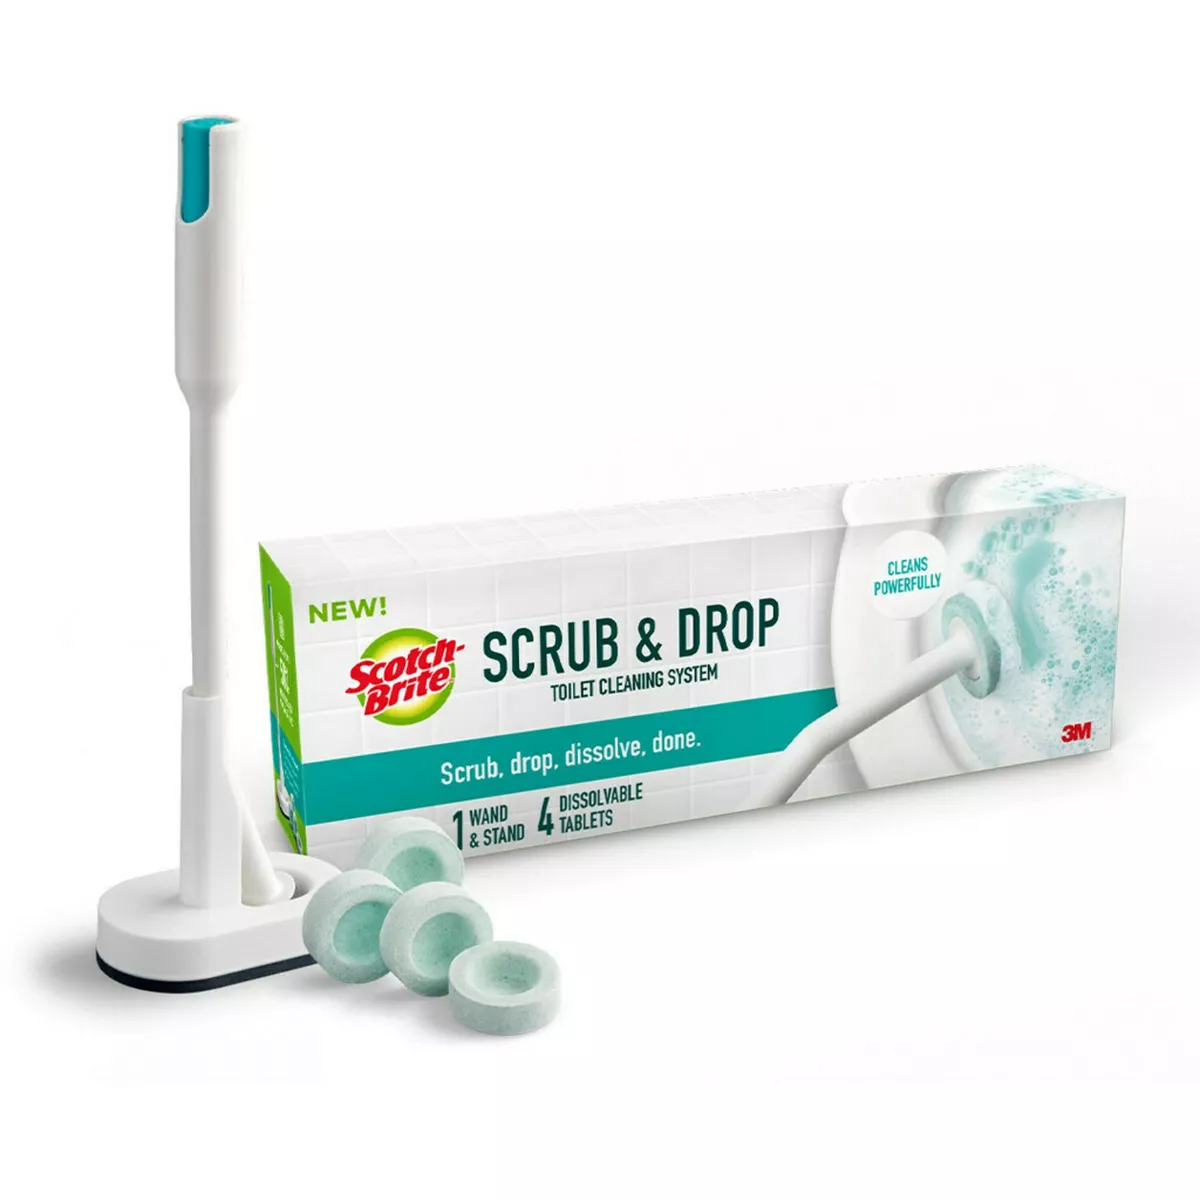 NEW!
Scotch-
Brite
SCRUB & DROP
TOILET CLEANING SYSTEM
Scrub, drop, dissolve, done.
1 WAND
& STAND
4 DISSOLVABLE
TABLETS
CLEANS
POWERFULLY
3M